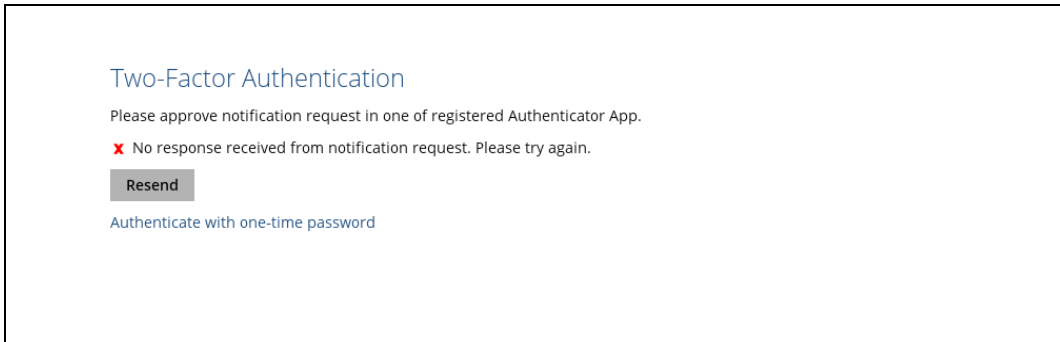 Two-Factor Authentication
Please approve notification request in one of registered Authenticator App.
x No response received from notification request. Please try again.
Resend
Authenticate with one-time password